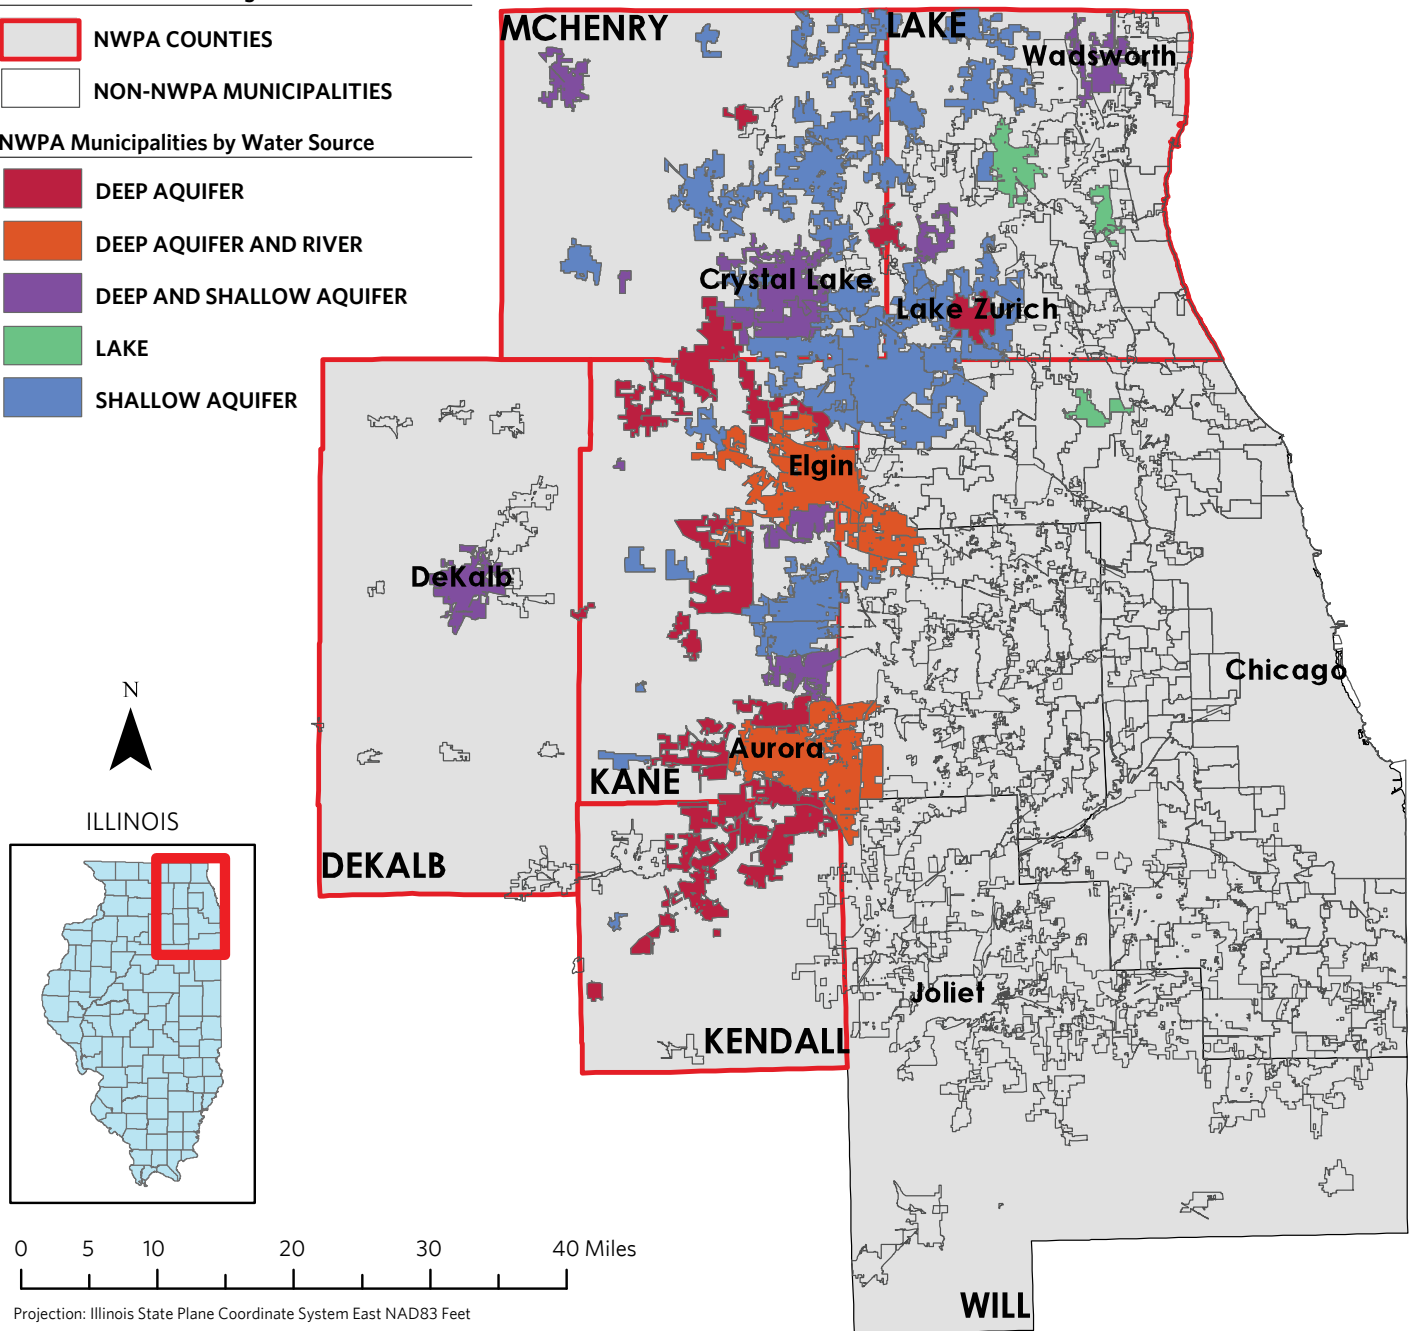 NWPA COUNTIES
NON-NWPA MUNICIPALITIES
NWPA Municipalities by Water Source
DEEP AQUIFER
DEEP AQUIFER AND RIVER
DEEP AND SHALLOW AQUIFER
LAKE
SHALLOW AQUIFER
MCHENRY
LAKE
Wadsworth
Crystal Lake
Lake Zurich
Elgin
DeKalb
Chicago
Aurora
KANE
DEKALB
Joliet
KENDALL
WILL
N
ILLINOIS
0 5 10 20 30 40 Miles
Projection: Illinois State Plane Coordinate System East NAD83 Feet